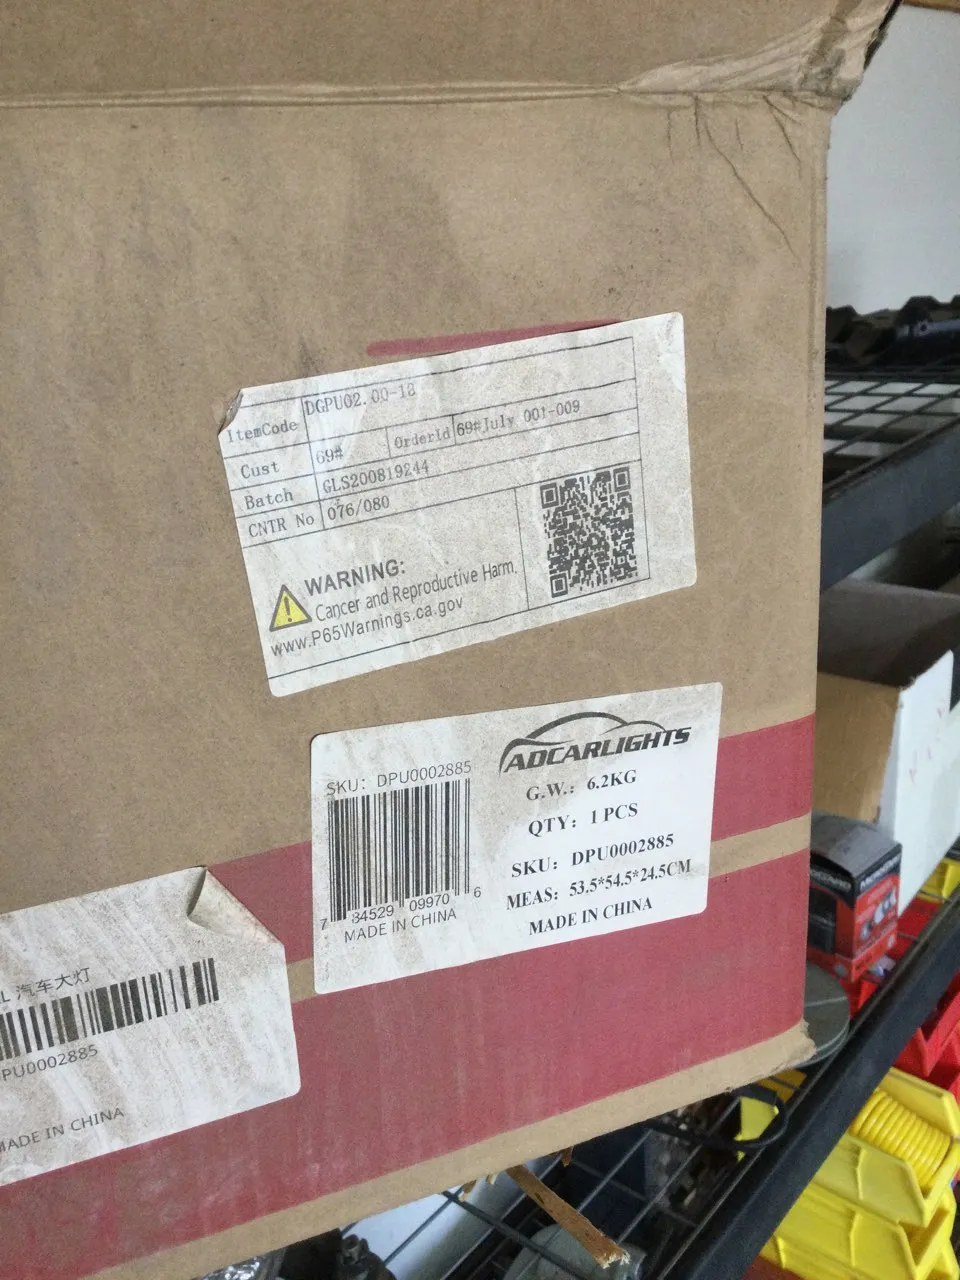 ItemCode DGPU02.00-18
Cust 69# OrderId 69#July 001-009
Batch GLS200819244
CNTR No 076/080
WARNING:
Cancer and Reproductive Harm.
www.P65Warnings.ca.gov
ADCARLIGHTS
SKU: DPU0002885
G.W.: 6.2KG
QTY: 1 PCS
SKU: DPU0002885
MEAS: 53.5*54.5*24.5CM
MADE IN CHINA
7 84529 09970 6
MADE IN CHINA
汽车大灯
PU0002885
MADE IN CHINA